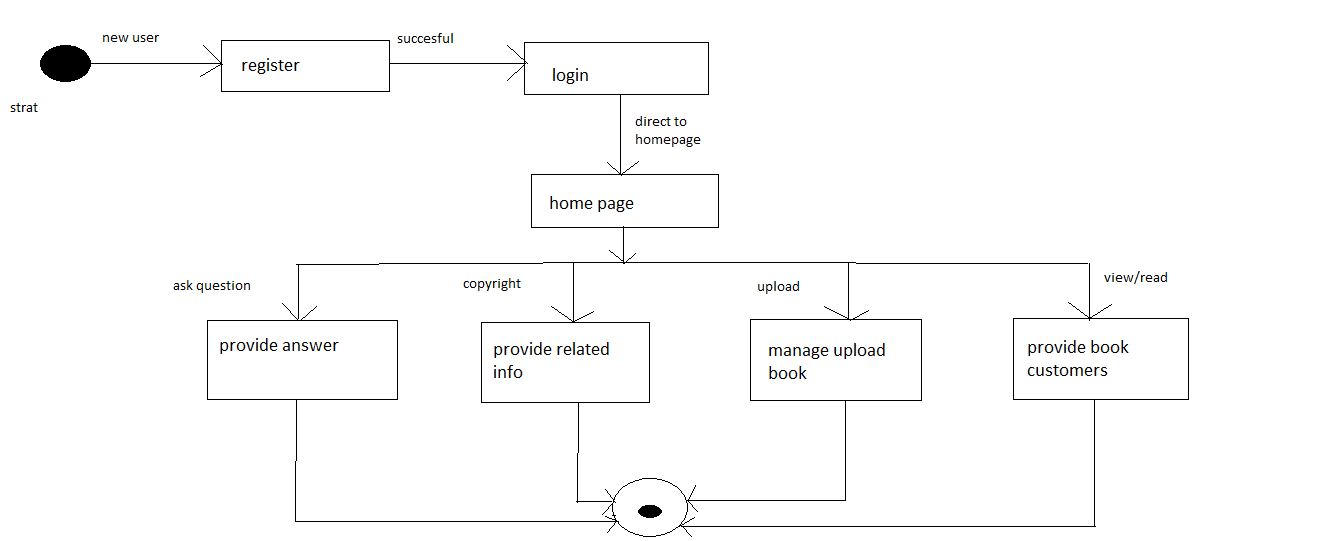 new user
succesful
register
login
strat
direct to
homepage
home page
ask question
copyright
upload
view/read
provide answer
provide related
info
manage upload
book
provide book
customers